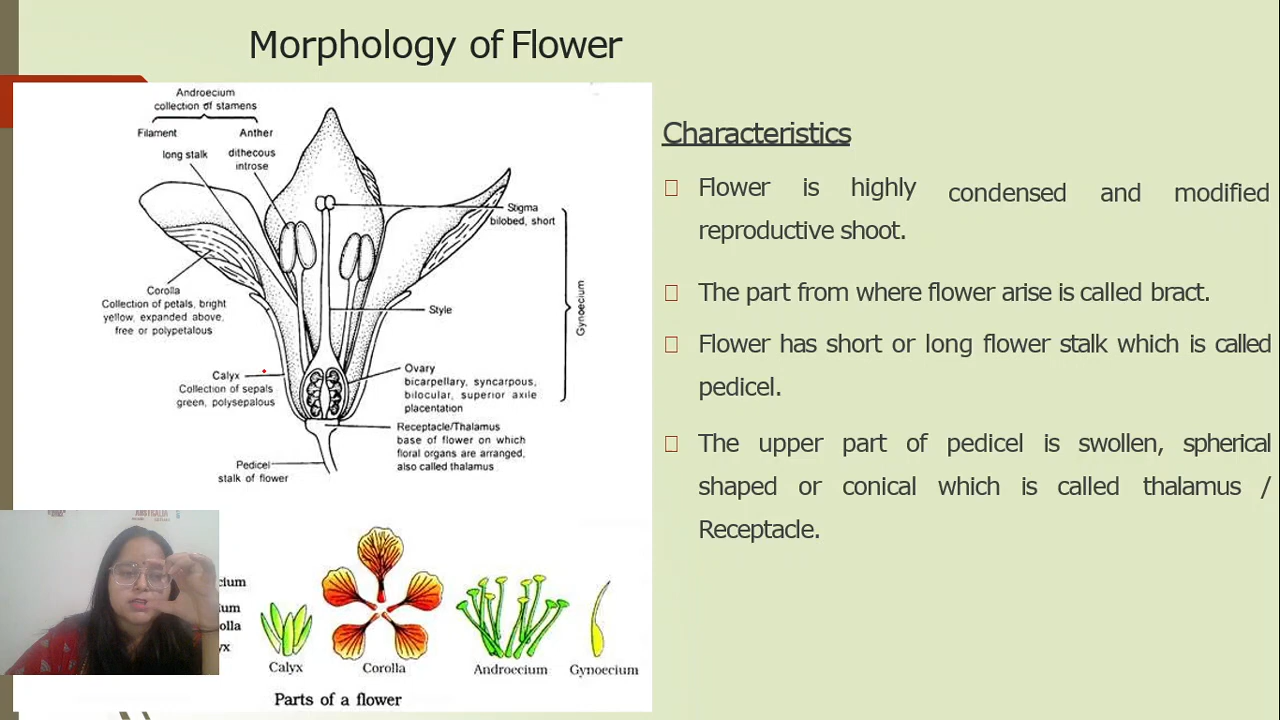 Morphology of Flower
Androecium
collection of stamens
Filament
Anther
long stalk
dithecous
introse
Stigma
bilobed, short
Corolla
Collection of petals, bright
yellow, expanded above,
free or polypetalous
Style
Gynoecium
Calyx
Collection of sepals
green, polysepalous
Ovary
bicarpellary, syncarpous,
bilocular, superior axile
placentation
Receptacle/Thalamus
base of flower on which
floral organs are arranged,
also called thalamus
Pedicel
stalk of flower
Characteristics
Flower is highly condensed and modified
reproductive shoot.
The part from where flower arise is called bract.
Flower has short or long flower stalk which is called
pedicel.
The upper part of pedicel is swollen, spherical
shaped or conical which is called thalamus /
Receptacle.
AUSTRALIA
cium
um
olla
yx
Calyx
Corolla
Androecium
Gynoecium
Parts of a flower